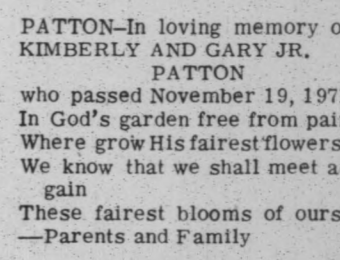 PATTON—In loving memory o
KIMBERLY AND GARY JR.
PATTON
who passed November 19, 197
In God's garden free from pai
Where grow His fairest flowers
We know that we shall meet a
gain
These fairest blooms of ours
—Parents and Family